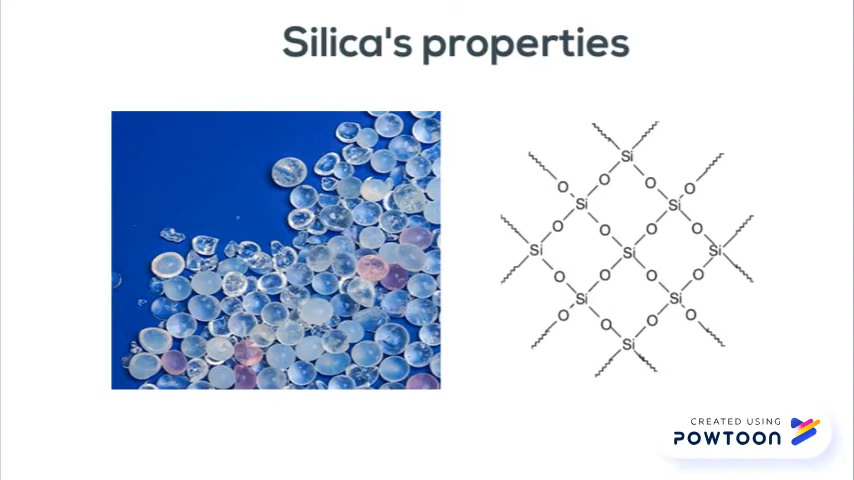 Silica's properties
Si
O O O O
Si Si
O O O O
Si Si Si
O O O O
Si Si
O O O O
Si
CREATED USING
POWTOON